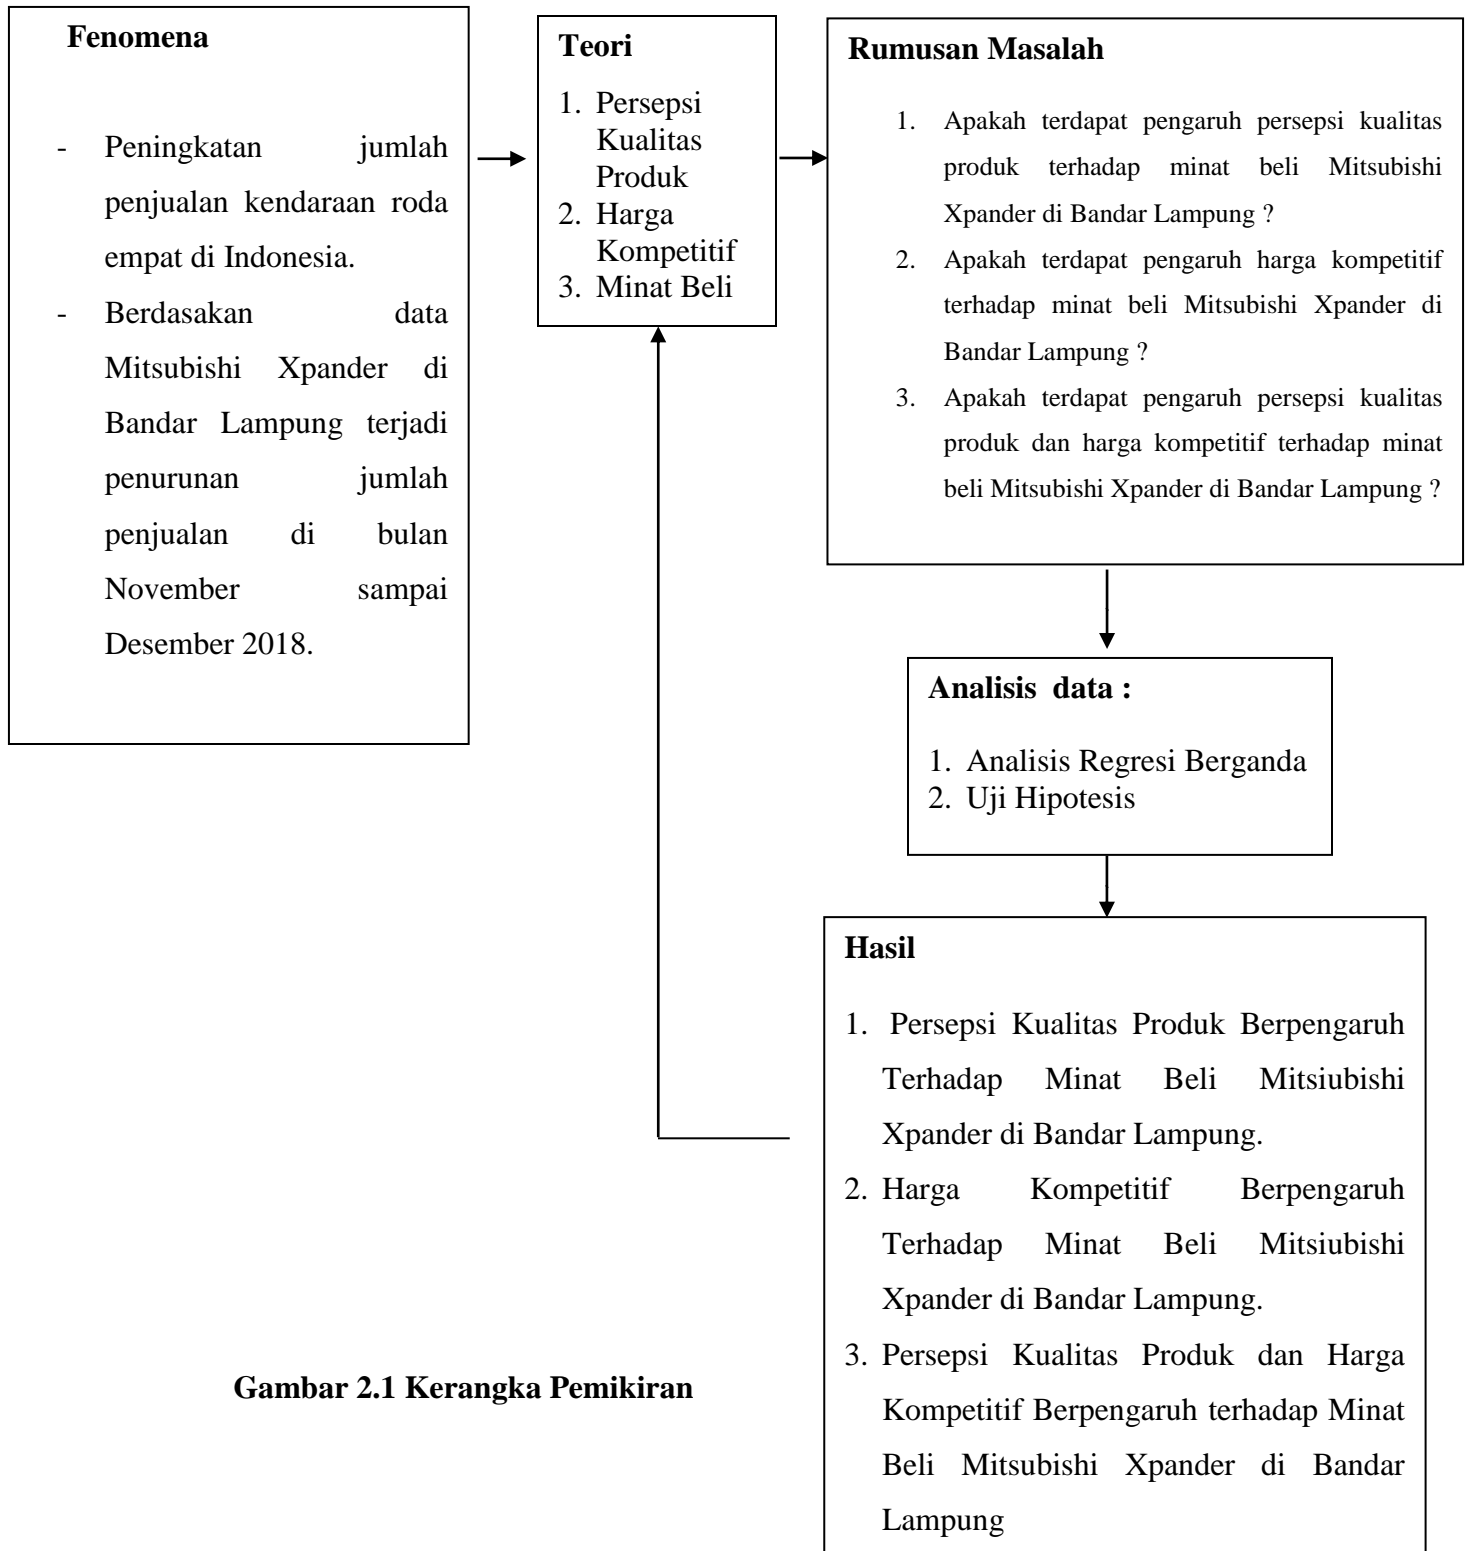 Fenomena
- Peningkatan jumlah
penjualan kendaraan roda
empat di Indonesia.
- Berdasakan data
Mitsubishi Xpander di
Bandar Lampung terjadi
penurunan jumlah
penjualan di bulan
November sampai
Desember 2018.
Teori
1. Persepsi
Kualitas
Produk
2. Harga
Kompetitif
3. Minat Beli
Rumusan Masalah
1. Apakah terdapat pengaruh persepsi kualitas
produk terhadap minat beli Mitsubishi
Xpander di Bandar Lampung ?
2. Apakah terdapat pengaruh harga kompetitif
terhadap minat beli Mitsubishi Xpander di
Bandar Lampung ?
3. Apakah terdapat pengaruh persepsi kualitas
produk dan harga kompetitif terhadap minat
beli Mitsubishi Xpander di Bandar Lampung ?
Analisis data :
1. Analisis Regresi Berganda
2. Uji Hipotesis
Hasil
1. Persepsi Kualitas Produk Berpengaruh
Terhadap Minat Beli Mitsiubishi
Xpander di Bandar Lampung.
2. Harga Kompetitif Berpengaruh
Terhadap Minat Beli Mitsiubishi
Xpander di Bandar Lampung.
3. Persepsi Kualitas Produk dan Harga
Kompetitif Berpengaruh terhadap Minat
Beli Mitsubishi Xpander di Bandar
Lampung
Gambar 2.1 Kerangka Pemikiran